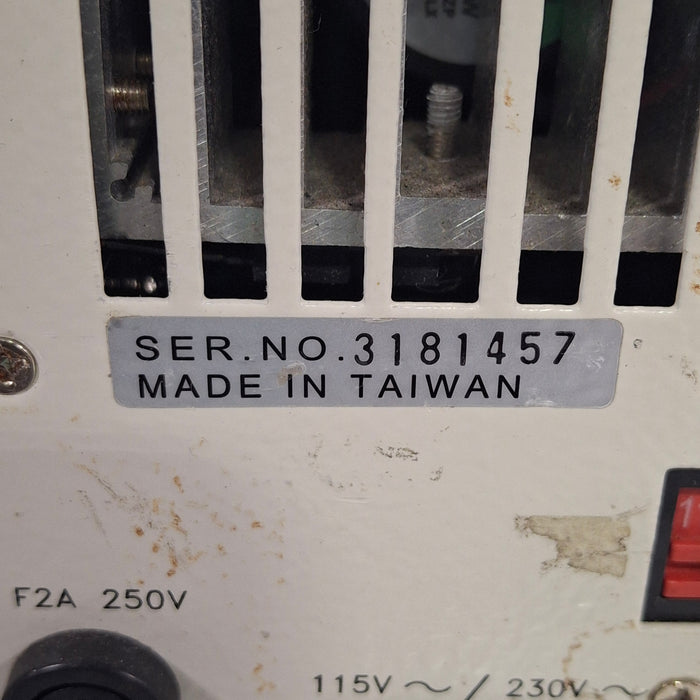 SER.NO.3181457
MADE IN TAIWAN
F2A 250V
115V ~ / 230V ~